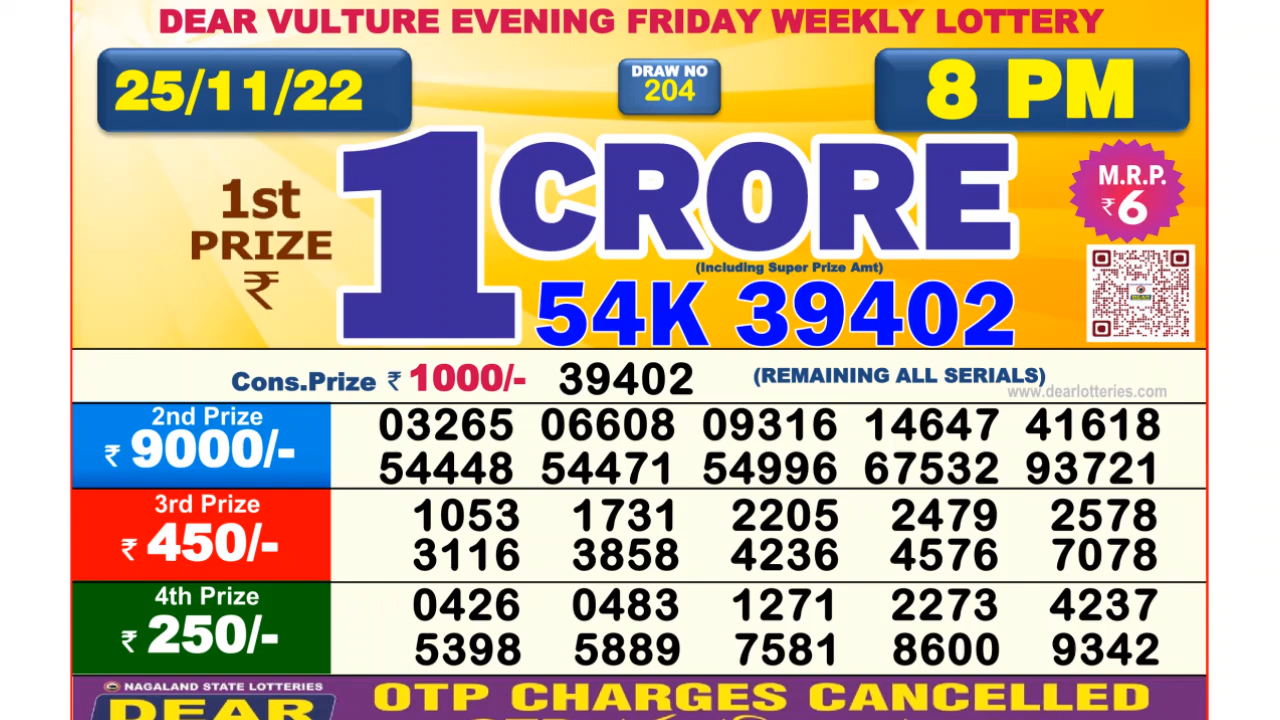 DEAR VULTURE EVENING FRIDAY WEEKLY LOTTERY
25/11/22
DRAW NO
204
8 PM
1st
PRIZE
₹
1 CRORE
(Including Super Prize Amt)
54K 39402
M.R.P.
₹ 6
Cons.Prize ₹ 1000/- 39402 (REMAINING ALL SERIALS)
www.dearlotteries.com
2nd Prize
₹ 9000/-
03265 06608 09316 14647 41618
54448 54471 54996 67532 93721
3rd Prize
₹ 450/-
1053 1731 2205 2479 2578
3116 3858 4236 4576 7078
4th Prize
₹ 250/-
0426 0483 1271 2273 4237
5398 5889 7581 8600 9342
NAGALAND STATE LOTTERIES
DEAR
OTP CHARGES CANCELLED